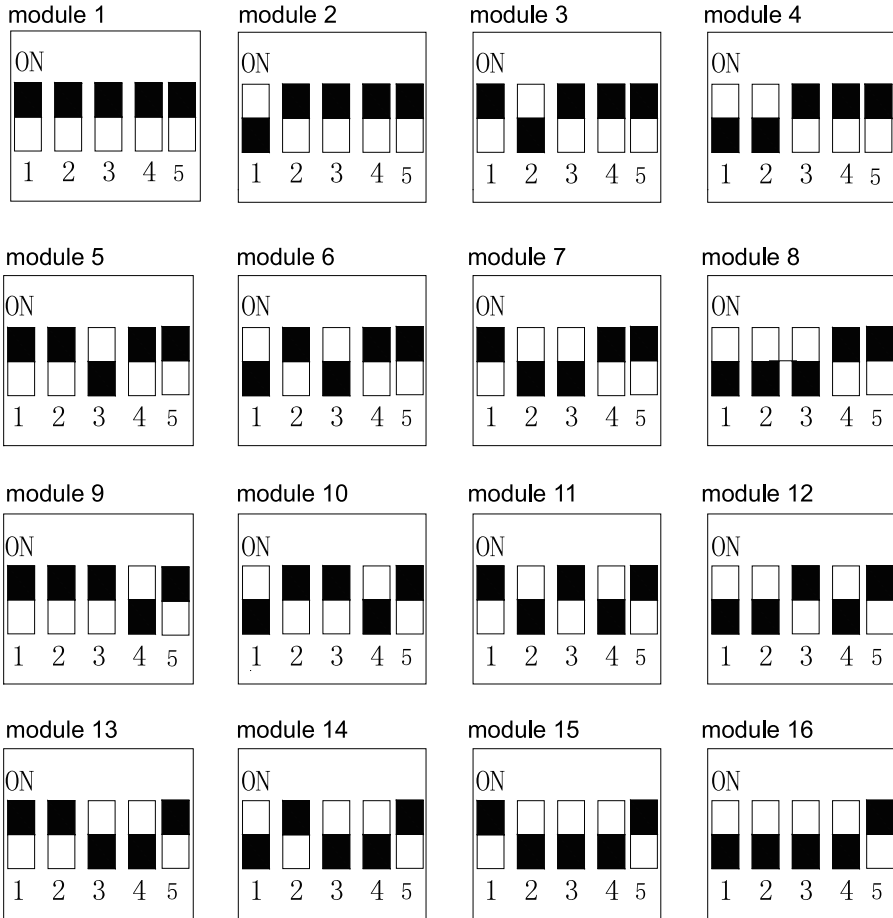 module 1
module 2
module 3
module 4
ON
ON
ON
ON
1 2 3 4 5
1 2 3 4 5
1 2 3 4 5
1 2 3 4 5
module 5
module 6
module 7
module 8
ON
ON
ON
ON
1 2 3 4 5
1 2 3 4 5
1 2 3 4 5
1 2 3 4 5
module 9
module 10
module 11
module 12
ON
ON
ON
ON
1 2 3 4 5
1 2 3 4 5
1 2 3 4 5
1 2 3 4 5
module 13
module 14
module 15
module 16
ON
ON
ON
ON
1 2 3 4 5
1 2 3 4 5
1 2 3 4 5
1 2 3 4 5